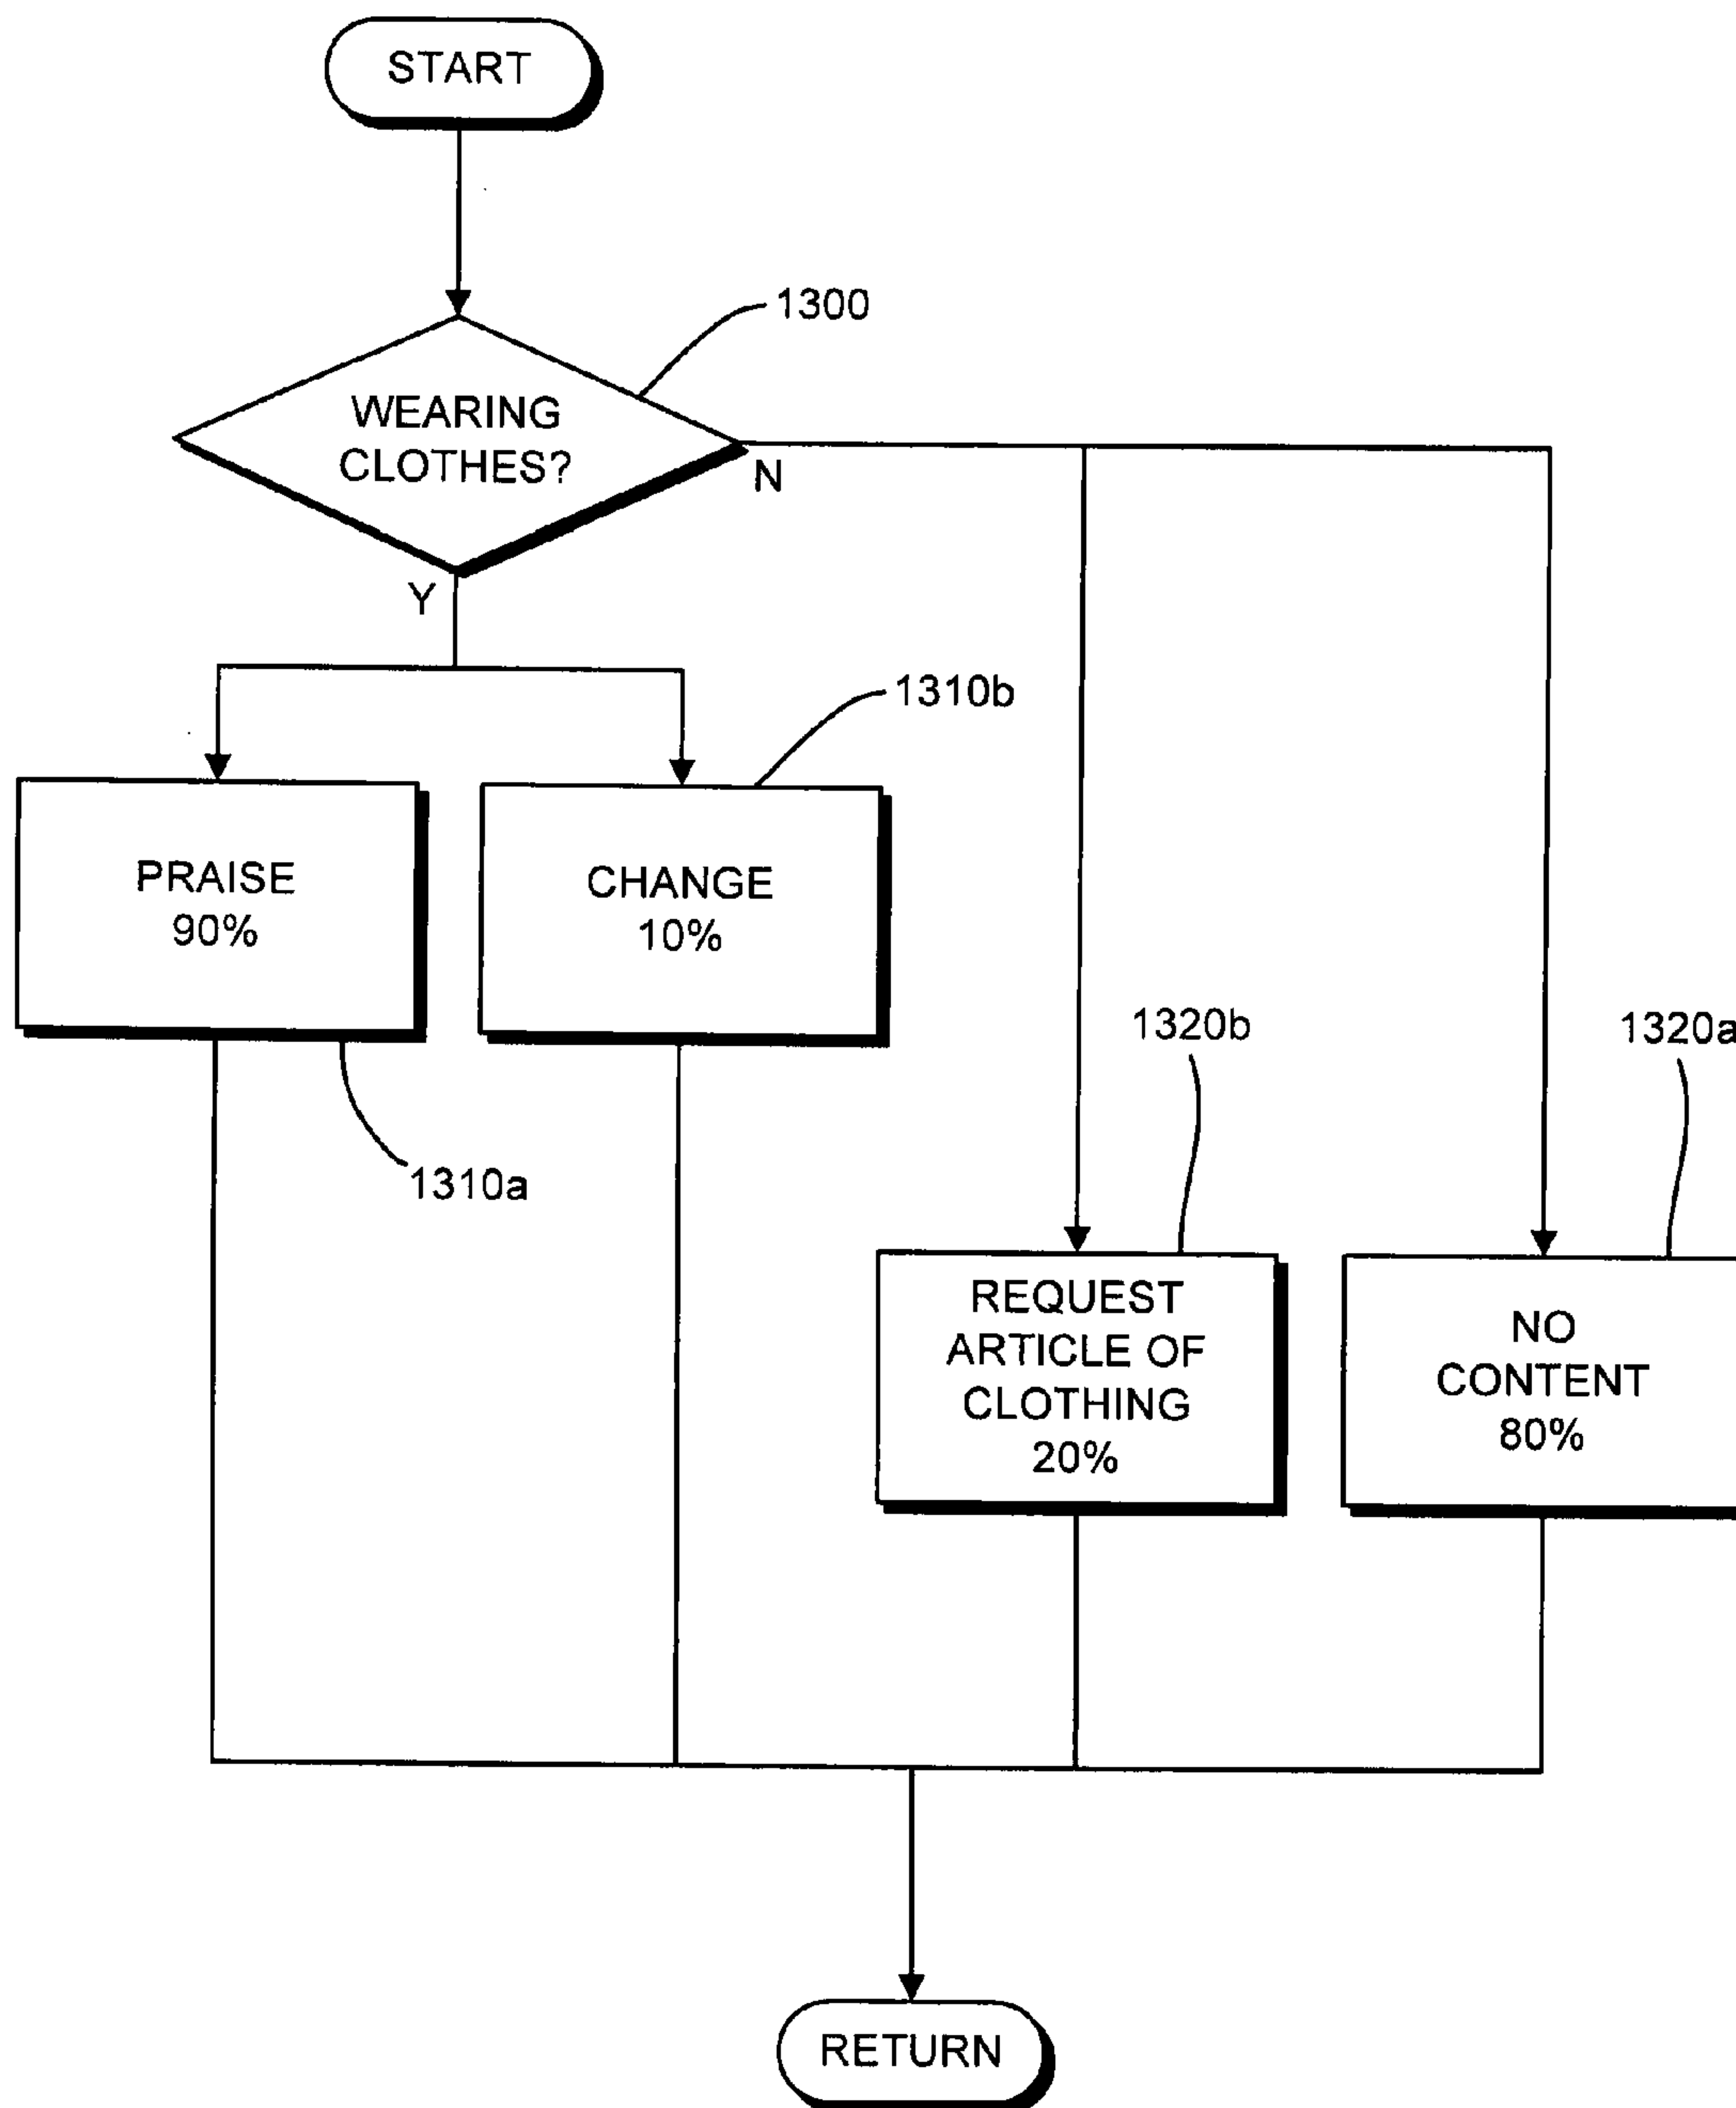 START
1300
WEARING
CLOTHES?
N
Y
1310b
PRAISE
90%
CHANGE
10%
1310a
1320b
1320a
REQUEST
ARTICLE OF
CLOTHING
20%
NO
CONTENT
80%
RETURN